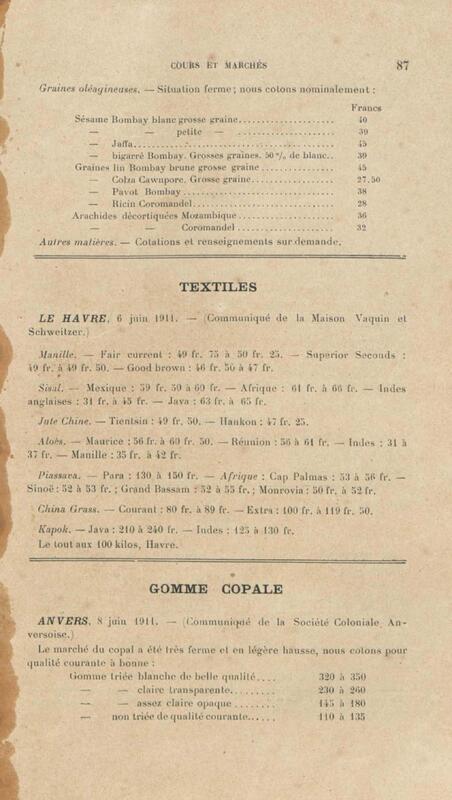 COURS ET MARCHÉS 87
Graines oléagineuses. — Situation ferme ; nous cotons nominalement :
Francs
Sésame Bombay blanc grosse graine.................... 40
— — petite — .................... 39
— Jaffa.................................... 45
— bigarré Bombay. Grosses graines. 50 % de blanc.. 39
Graines lin Bombay brune grosse graine............... 45
— Colza Cawnpore. Grosse graine............... 27.50
— Pavot Bombay............................ 38
— Ricin Coromandel......................... 28
Arachides décortiquées Mozambique.................... 36
— — Coromandel................... 32
Autres matières. — Cotations et renseignements sur demande.
TEXTILES
LE HAVRE, 6 juin 1911. — (Communiqué de la Maison Vaquin et
Schweitzer.)
Manille. — Fair current : 49 fr. 75 à 50 fr. 25. — Superior Seconds :
49 fr. à 49 fr. 50. — Good brown : 46 fr. 50 à 47 fr.
Sisal. — Mexique : 59 fr. 50 à 60 fr. — Afrique : 61 fr. à 66 fr. — Indes
anglaises : 31 fr. à 45 fr. — Java : 63 fr. à 65 fr.
Jute Chine. — Tientsin : 49 fr. 50. — Hankon : 47 fr. 25.
Aloès. — Maurice : 56 fr. à 60 fr. 50. — Réunion : 56 à 61 fr. — Indes : 31 à
37 fr. — Manille : 35 fr. à 42 fr.
Piassava. — Para : 130 à 150 fr. — Afrique : Cap Palmas : 53 à 56 fr. —
Sinoë : 52 à 53 fr. ; Grand Bassam : 52 à 55 fr. ; Monrovia : 50 fr. à 52 fr.
China Grass. — Courant : 80 fr. à 89 fr. — Extra : 100 fr. à 119 fr. 50.
Kapok. — Java : 210 à 240 fr. — Indes : 125 à 130 fr.
Le tout aux 100 kilos, Havre.
GOMME COPALE
ANVERS, 8 juin 1911. — (Communiqué de la Société Coloniale An-
versoise.)
Le marché du copal a été très ferme et en légère hausse, nous cotons pour
qualité courante à bonne :
Gomme triée blanche de belle qualité.... 320 à 350
— — claire transparente......... 230 à 260
— — assez claire opaque ........ 145 à 180
— non triée de qualité courante...... 110 à 135